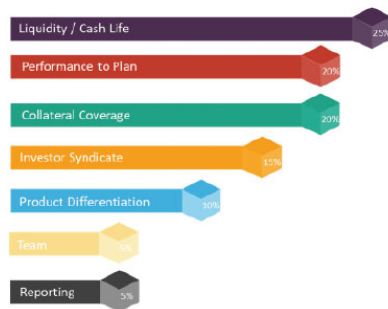 Liquidity / Cash Life
25%
Performance to Plan
20%
Collateral Coverage
20%
Investor Syndicate
15%
Product Differentiation
10%
Team
5%
Reporting
5%